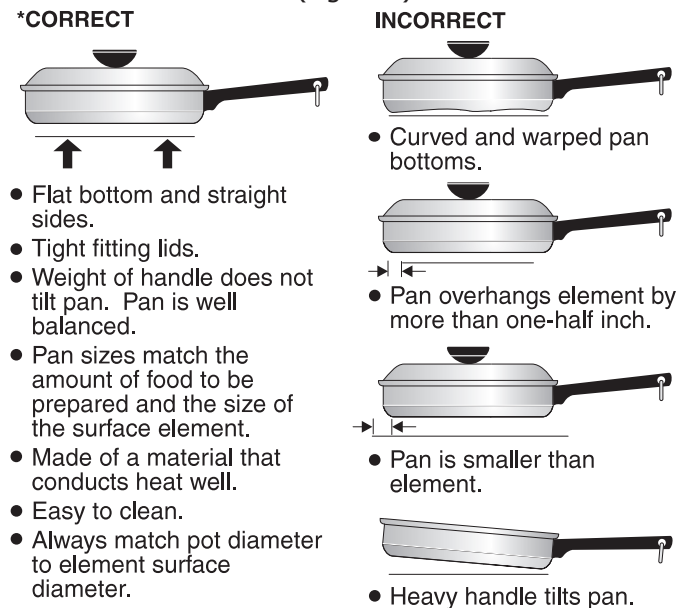 *CORRECT
• Flat bottom and straight
sides.
• Tight fitting lids.
• Weight of handle does not
tilt pan. Pan is well
balanced.
• Pan sizes match the
amount of food to be
prepared and the size of
the surface element.
• Made of a material that
conducts heat well.
• Easy to clean.
• Always match pot diameter
to element surface
diameter.
INCORRECT
• Curved and warped pan
bottoms.
• Pan overhangs element by
more than one-half inch.
• Pan is smaller than
element.
• Heavy handle tilts pan.